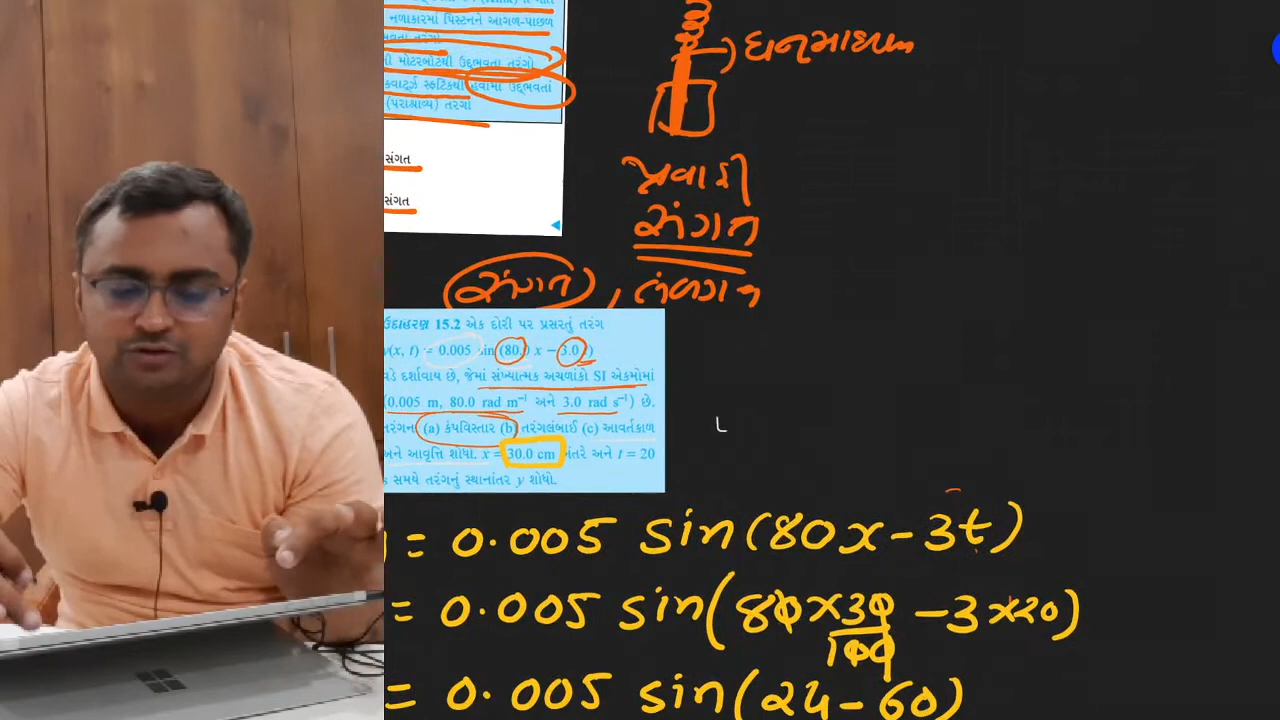 નળાકારમાં પિસ્ટનને આગળ-પાછળ
તરંગો
મોટરબોટથી ઉદ્ભવતા તરંગો
ક્વાર્ટ્ઝ સ્ફટિકથી હવામાં ઉદ્ભવતાં
(પરાશ્રાવ્ય) તરંગો
સંગત
સંગત
ઘન માધ્યમ
પ્રવાહી
સંગત
સંગત , લંબગત
ઉદાહરણ 15.2 એક દોરી પર પ્રસરતું તરંગ
(x, t) = 0.005 sin (80.0 x − 3.0 t)
વડે દર્શાવાય છે, જેમાં સંખ્યાત્મક અચળાંકો SI એકમોમાં
(0.005 m, 80.0 rad m⁻¹ અને 3.0 rad s⁻¹) છે.
તરંગના (a) કંપવિસ્તાર (b) તરંગલંબાઈ (c) આવર્તકાળ
અને આવૃત્તિ શોધો. x = 30.0 cm અંતરે અને t = 20
s સમયે તરંગનું સ્થાનાંતર y શોધો.
= 0.005 sin(80x − 3t)
= 0.005 sin(80 × 30/100 − 3 × 20)
= 0.005 sin(24 − 60)